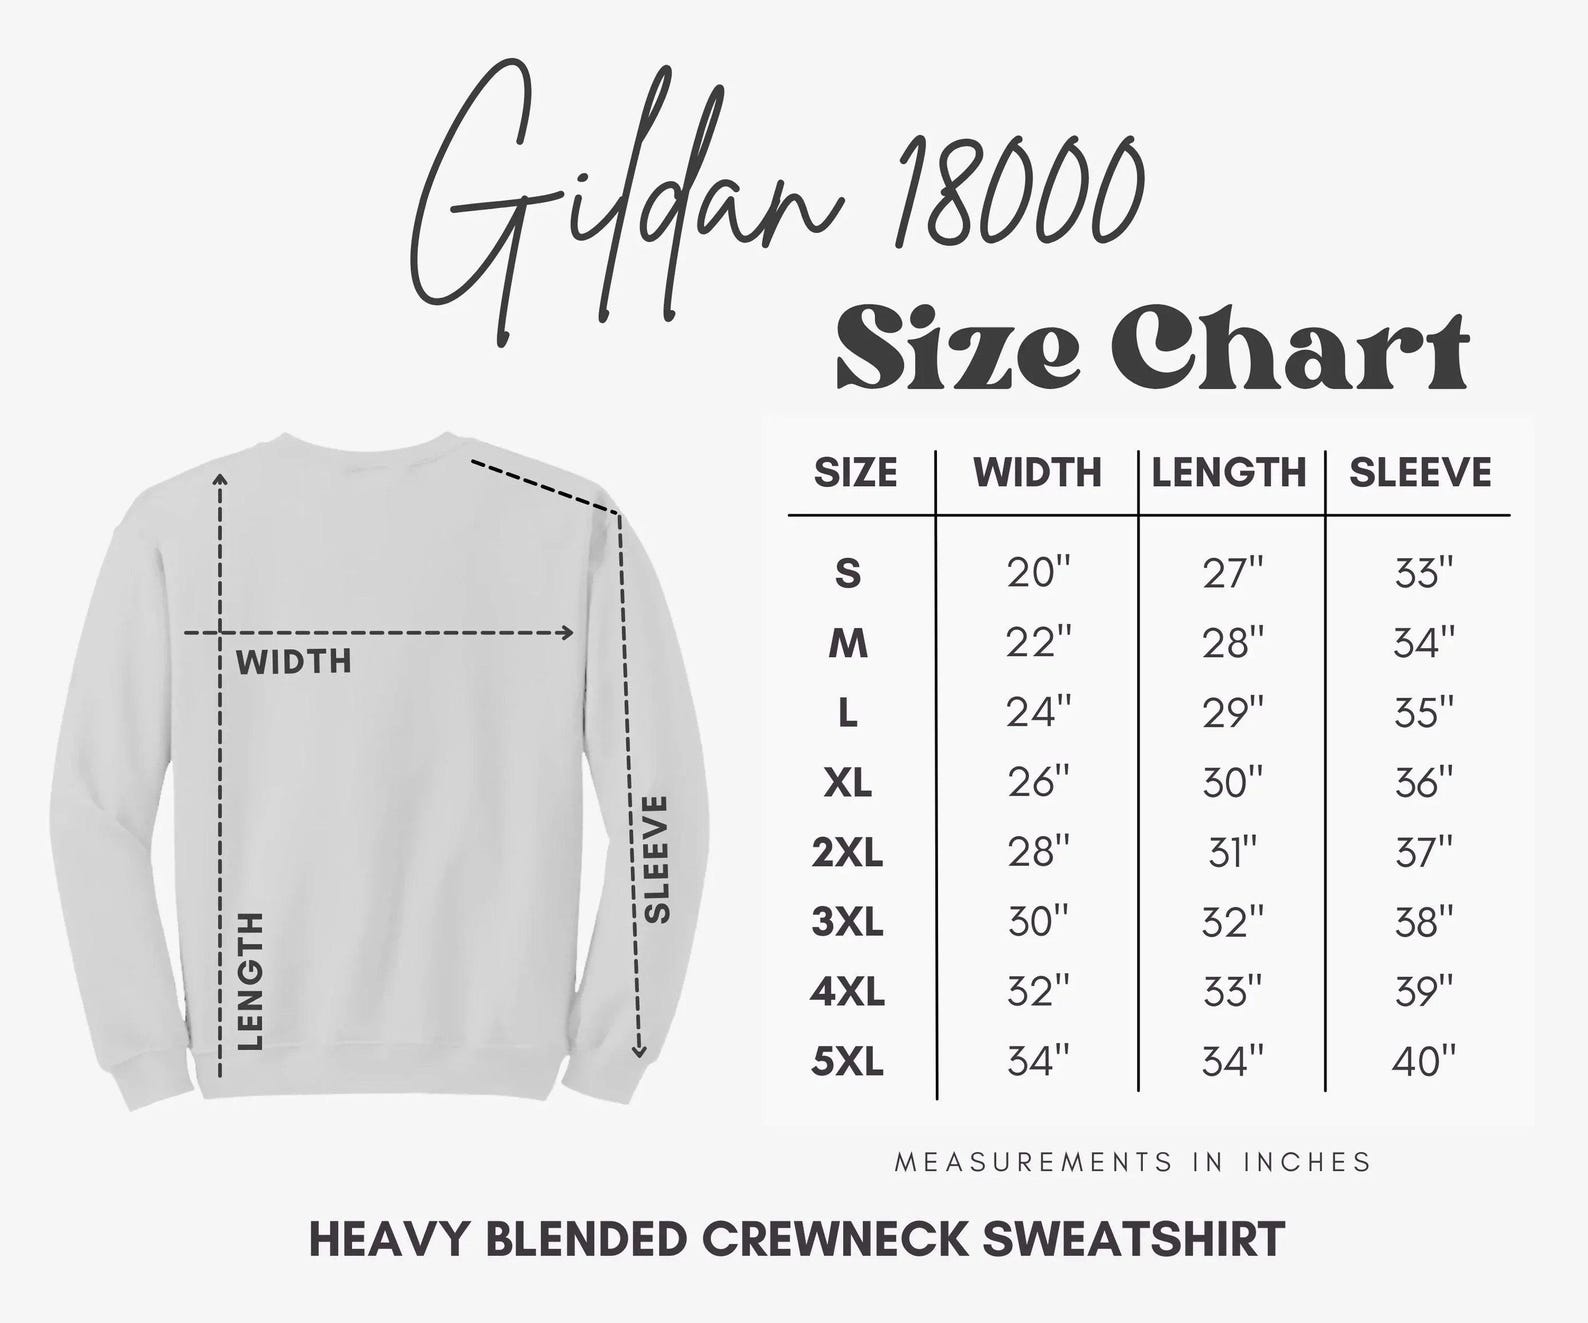 Gildan 18000
Size Chart
SIZE WIDTH LENGTH SLEEVE
S 20" 27" 33"
M 22" 28" 34"
L 24" 29" 35"
XL 26" 30" 36"
2XL 28" 31" 37"
3XL 30" 32" 38"
4XL 32" 33" 39"
5XL 34" 34" 40"
WIDTH
LENGTH
SLEEVE
MEASUREMENTS IN INCHES
HEAVY BLENDED CREWNECK SWEATSHIRT